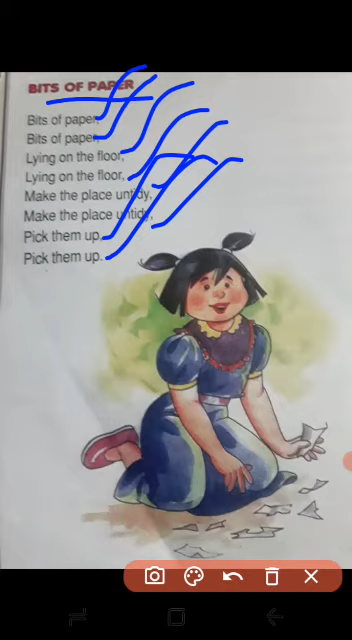 BITS OF PAPER
Bits of paper,
Bits of paper,
Lying on the floor,
Lying on the floor,
Make the place untidy,
Make the place untidy,
Pick them up.
Pick them up.